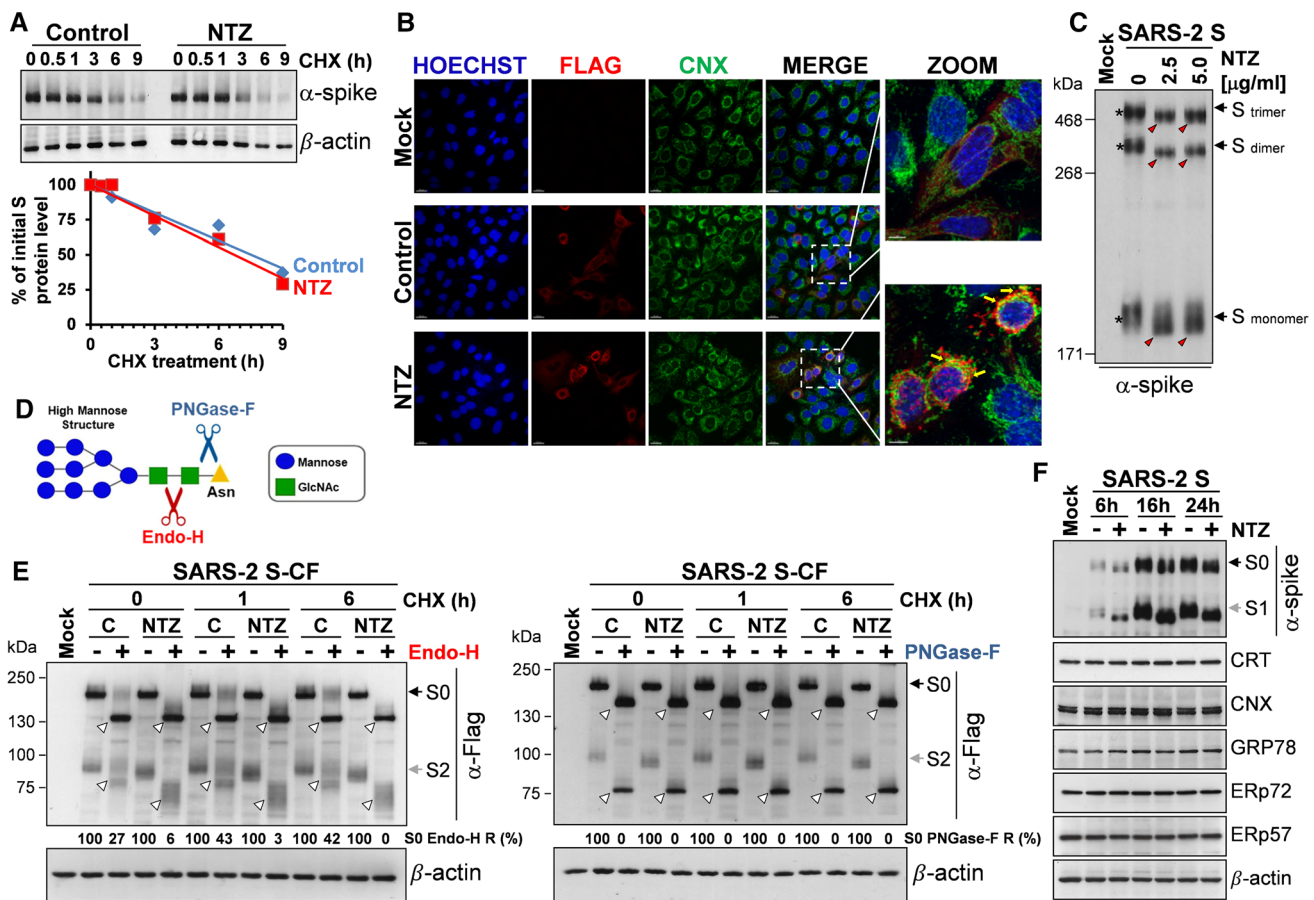 A
Control NTZ
0 0.5 1 3 6 9 0 0.5 1 3 6 9 CHX (h)
α-spike
β-actin
% of initial S
protein level
100
75
50
25
0
Control
NTZ
0 3 6 9
CHX treatment (h)
B
HOECHST FLAG CNX MERGE ZOOM
Mock
Control
NTZ
C
SARS-2 S
Mock
0 2.5 5.0
NTZ
[μg/ml]
kDa
468
268
171
*
*
*
S trimer
S dimer
S monomer
α-spike
D
High Mannose
Structure
PNGase-F
Asn
Endo-H
Mannose
GlcNAc
E
SARS-2 S-CF
0 1 6 CHX (h)
Mock
C NTZ C NTZ C NTZ
- + - + - + - + - + - + Endo-H
kDa
250
130
100
75
S0
S2
α-Flag
100 27 100 6 100 43 100 3 100 42 100 0 S0 Endo-H R (%)
β-actin
SARS-2 S-CF
0 1 6 CHX (h)
Mock
C NTZ C NTZ C NTZ
- + - + - + - + - + - + PNGase-F
kDa
250
130
100
75
S0
S2
α-Flag
100 0 100 0 100 0 100 0 100 0 100 0 S0 PNGase-F R (%)
β-actin
F
SARS-2 S
Mock
6h 16h 24h
- + - + - + NTZ
S0
S1
α-spike
CRT
CNX
GRP78
ERp72
ERp57
β-actin